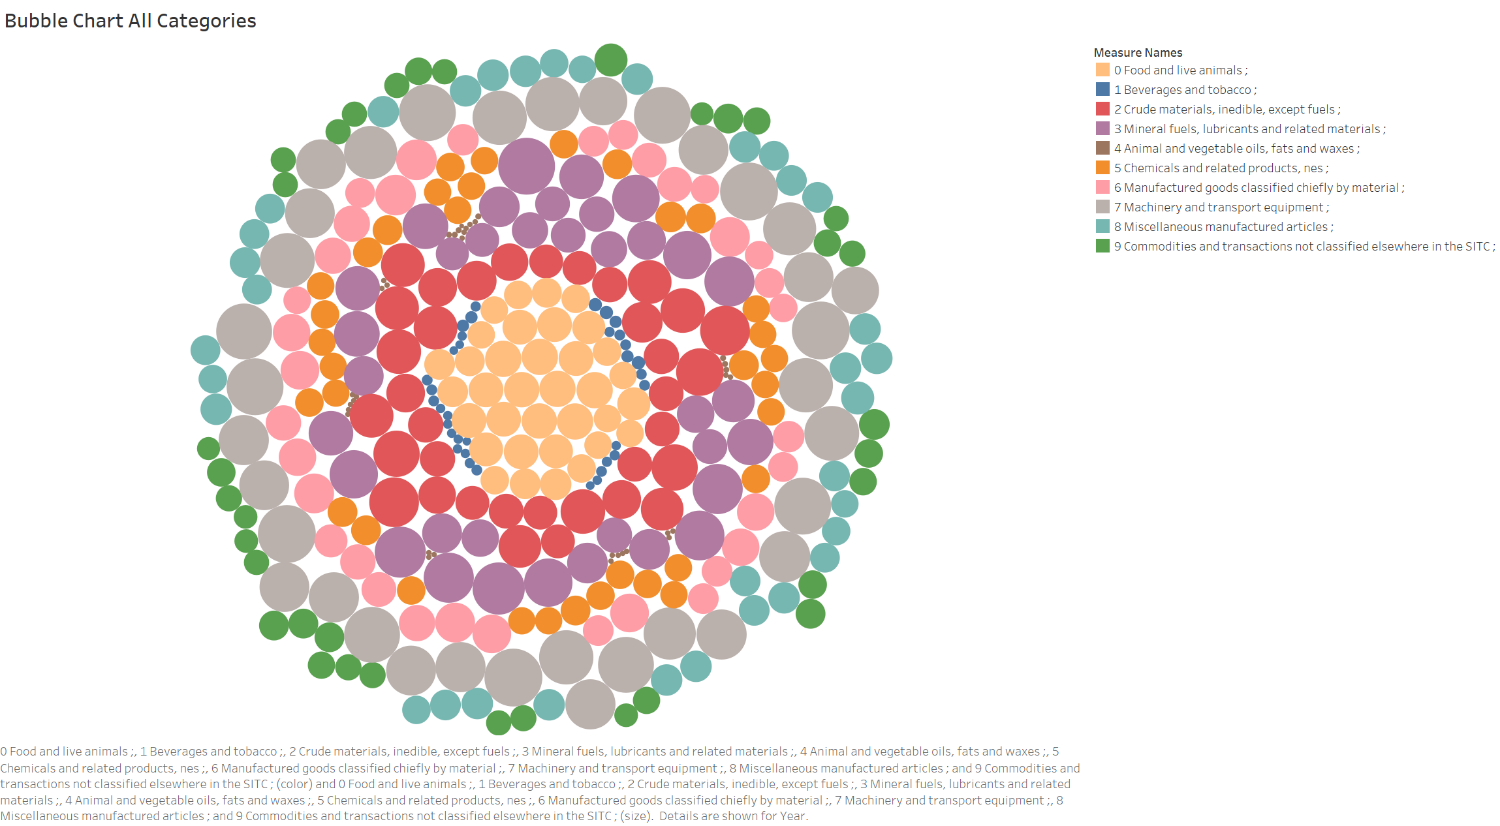 Bubble Chart All Categories
Measure Names
0 Food and live animals ;
1 Beverages and tobacco ;
2 Crude materials, inedible, except fuels ;
3 Mineral fuels, lubricants and related materials ;
4 Animal and vegetable oils, fats and waxes ;
5 Chemicals and related products, nes ;
6 Manufactured goods classified chiefly by material ;
7 Machinery and transport equipment ;
8 Miscellaneous manufactured articles ;
9 Commodities and transactions not classified elsewhere in the SITC ;
0 Food and live animals ;, 1 Beverages and tobacco ;, 2 Crude materials, inedible, except fuels ;, 3 Mineral fuels, lubricants and related materials ;, 4 Animal and vegetable oils, fats and waxes ;, 5
Chemicals and related products, nes ;, 6 Manufactured goods classified chiefly by material ;, 7 Machinery and transport equipment ;, 8 Miscellaneous manufactured articles ; and 9 Commodities and
transactions not classified elsewhere in the SITC ; (color) and 0 Food and live animals ;, 1 Beverages and tobacco ;, 2 Crude materials, inedible, except fuels ;, 3 Mineral fuels, lubricants and related
materials ;, 4 Animal and vegetable oils, fats and waxes ;, 5 Chemicals and related products, nes ;, 6 Manufactured goods classified chiefly by material ;, 7 Machinery and transport equipment ;, 8
Miscellaneous manufactured articles ; and 9 Commodities and transactions not classified elsewhere in the SITC ; (size).  Details are shown for Year.